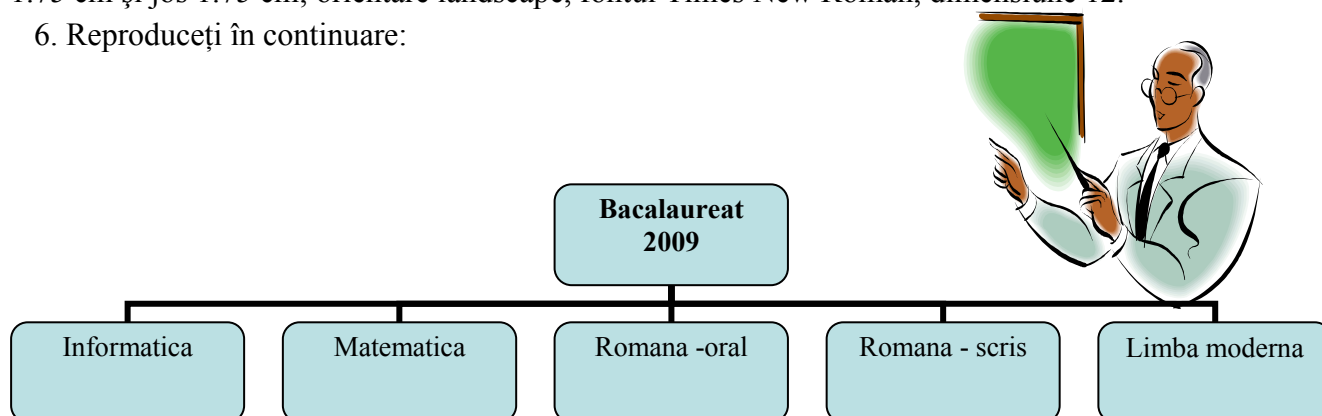 1.75 cm şi jos 1.75 cm, orientare landscape, fontul Times New Roman, dimensiune 12.
6. Reproduceți în continuare:
Bacalaureat
2009
Informatica
Matematica
Romana -oral
Romana - scris
Limba moderna